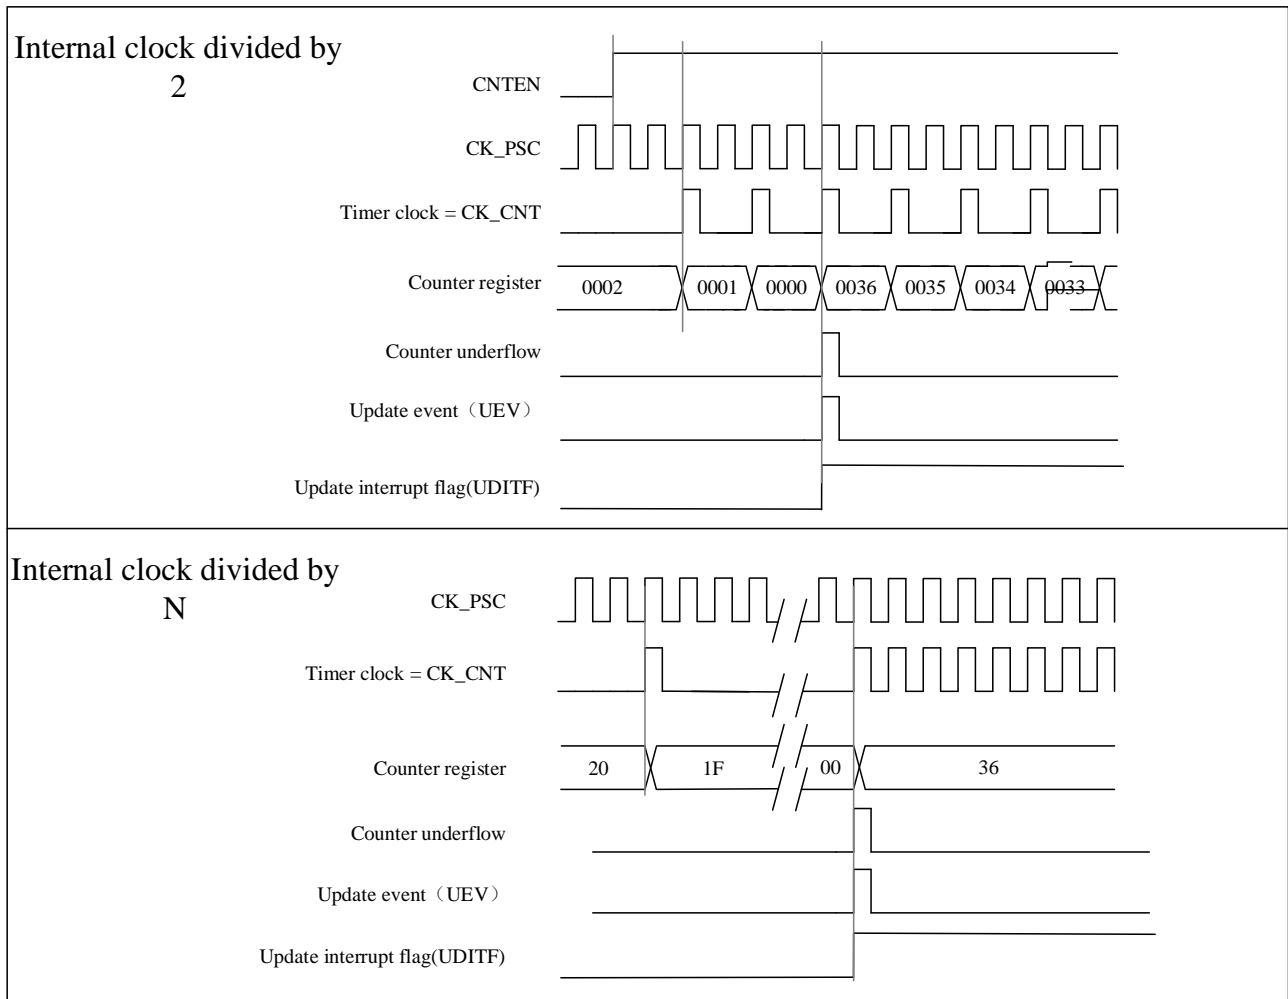 Internal clock divided by
2
CNTEN
CK_PSC
Timer clock = CK_CNT
Counter register
0002 0001 0000 0036 0035 0034 0033
Counter underflow
Update event（UEV）
Update interrupt flag(UDITF)
Internal clock divided by
N
CK_PSC
Timer clock = CK_CNT
Counter register
20 1F 00 36
Counter underflow
Update event（UEV）
Update interrupt flag(UDITF)